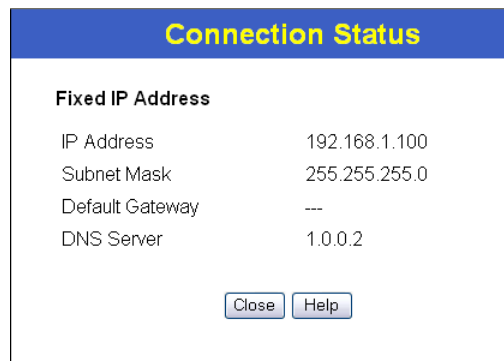 Connection Status
Fixed IP Address
IP Address 192.168.1.100
Subnet Mask 255.255.255.0
Default Gateway ---
DNS Server 1.0.0.2
Close Help